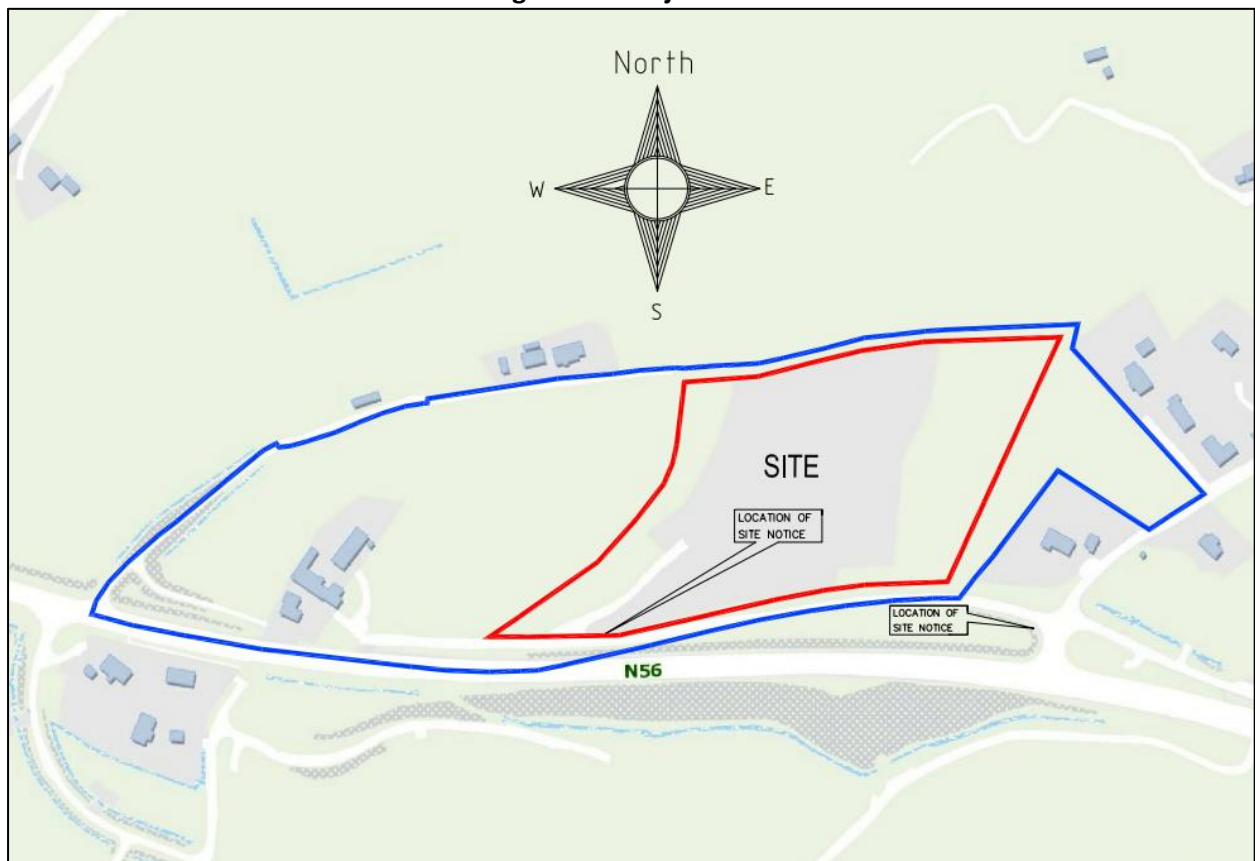 North
W
E
S
SITE
LOCATION OF
SITE NOTICE
LOCATION OF
SITE NOTICE
N56